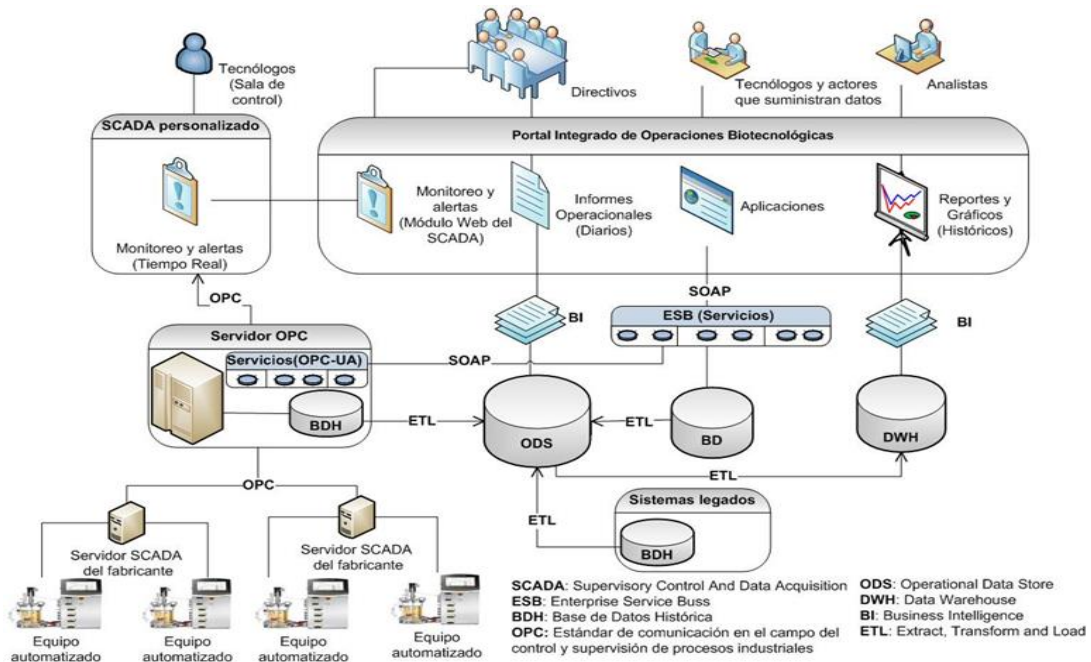 Tecnólogos
(Sala de
control)
Directivos
Tecnólogos y actores
que suministran datos
Analistas
SCADA personalizado
Portal Integrado de Operaciones Biotecnológicas
Monitoreo y alertas
(Tiempo Real)
Monitoreo y
alertas
(Módulo Web del
SCADA)
Informes
Operacionales
(Diarios)
Aplicaciones
Reportes y
Gráficos
(Históricos)
OPC
SOAP
BI
ESB (Servicios)
BI
Servidor OPC
Servicios(OPC-UA)
SOAP
BDH
ETL
ODS
ETL
BD
DWH
ETL
OPC
ETL
Sistemas legados
BDH
Servidor SCADA
del fabricante
Servidor SCADA
del fabricante
Equipo
automatizado
Equipo
automatizado
Equipo
automatizado
Equipo
automatizado
SCADA: Supervisory Control And Data Acquisition
ESB: Enterprise Service Buss
BDH: Base de Datos Histórica
OPC: Estándar de comunicación en el campo del
control y supervisión de procesos industriales
ODS: Operational Data Store
DWH: Data Warehouse
BI: Business Intelligence
ETL: Extract, Transform and Load